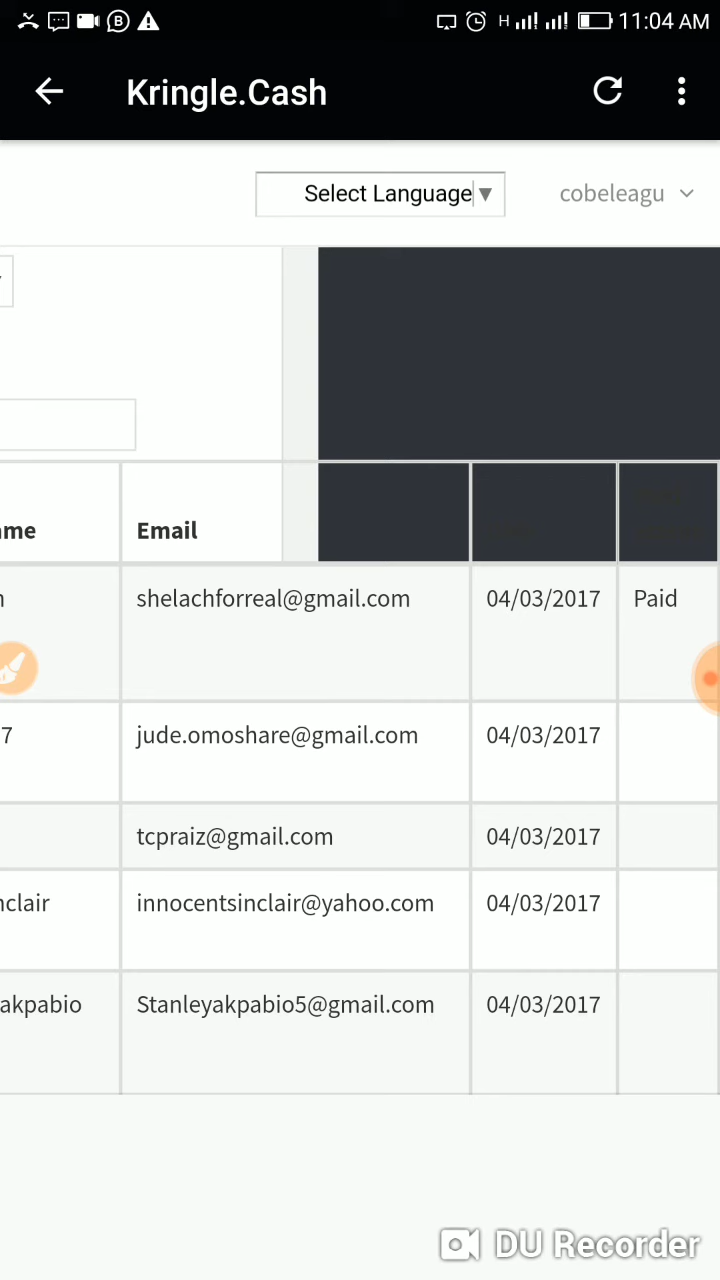 11:04 AM
Kringle.Cash
Select Language
cobeleagu
me Email
n shelachforreal@gmail.com 04/03/2017 Paid
7 jude.omoshare@gmail.com 04/03/2017
tcpraiz@gmail.com 04/03/2017
nclair innocentsinclair@yahoo.com 04/03/2017
akpabio Stanleyakpabio5@gmail.com 04/03/2017
DU Recorder